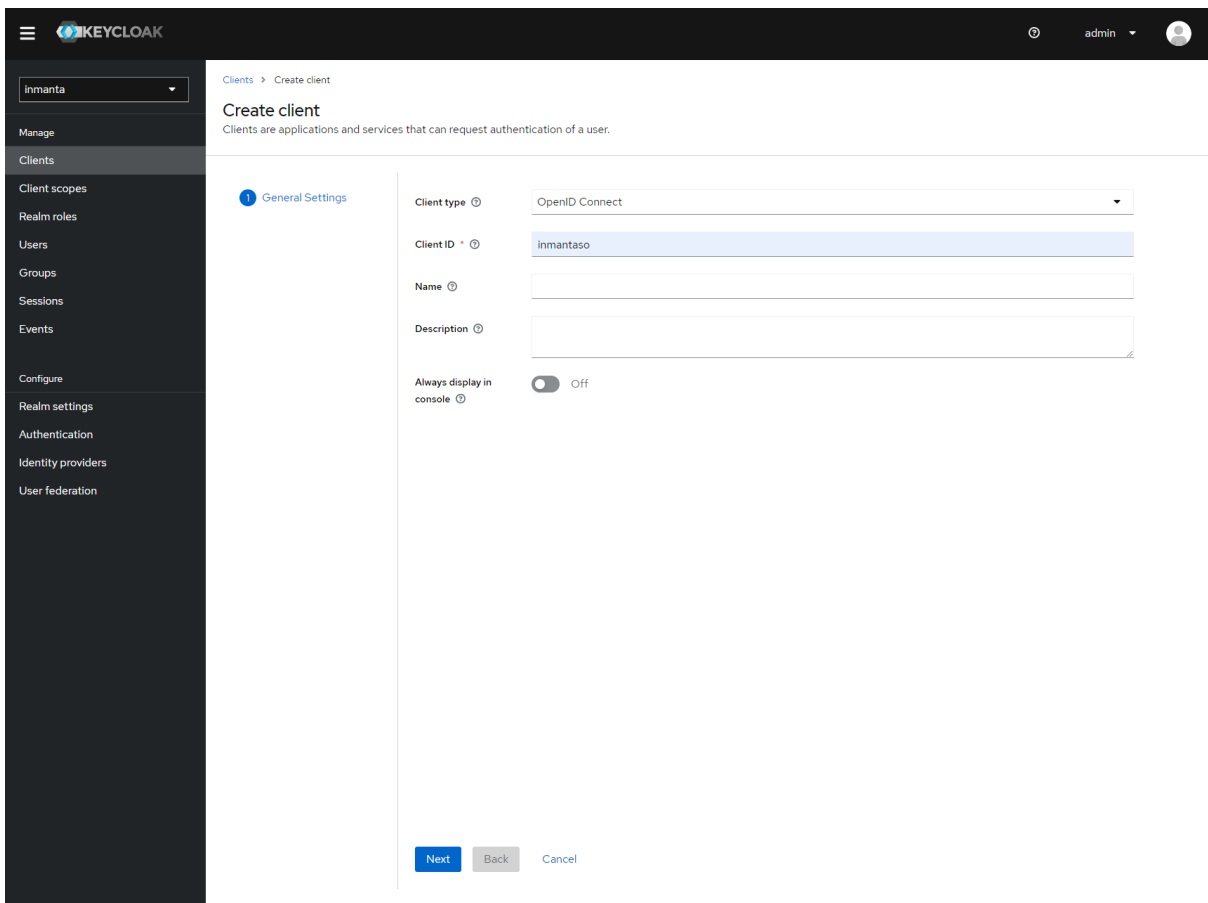 KEYCLOAK
admin
inmanta
Manage
Clients
Client scopes
Realm roles
Users
Groups
Sessions
Events
Configure
Realm settings
Authentication
Identity providers
User federation
Clients > Create client
Create client
Clients are applications and services that can request authentication of a user.
1 General Settings
Client type
OpenID Connect
Client ID *
inmantaso
Name
Description
Always display in
console
Off
Next
Back
Cancel